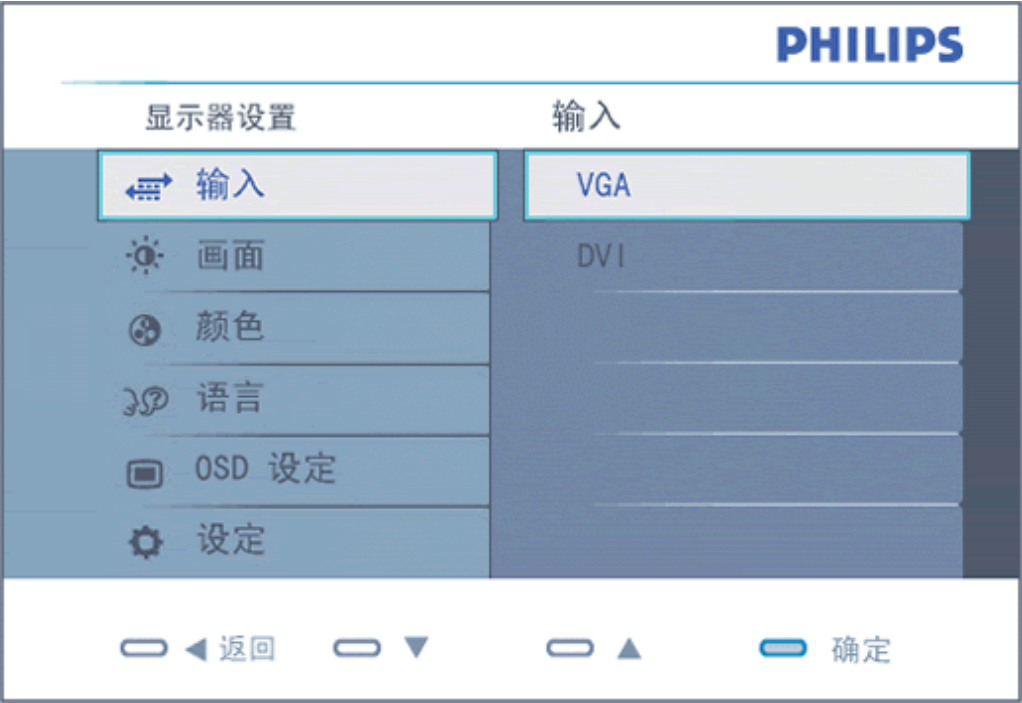 PHILIPS
显示器设置 输入
输入 VGA
画面 DVI
颜色
语言
OSD 设定
设定
返回 确定